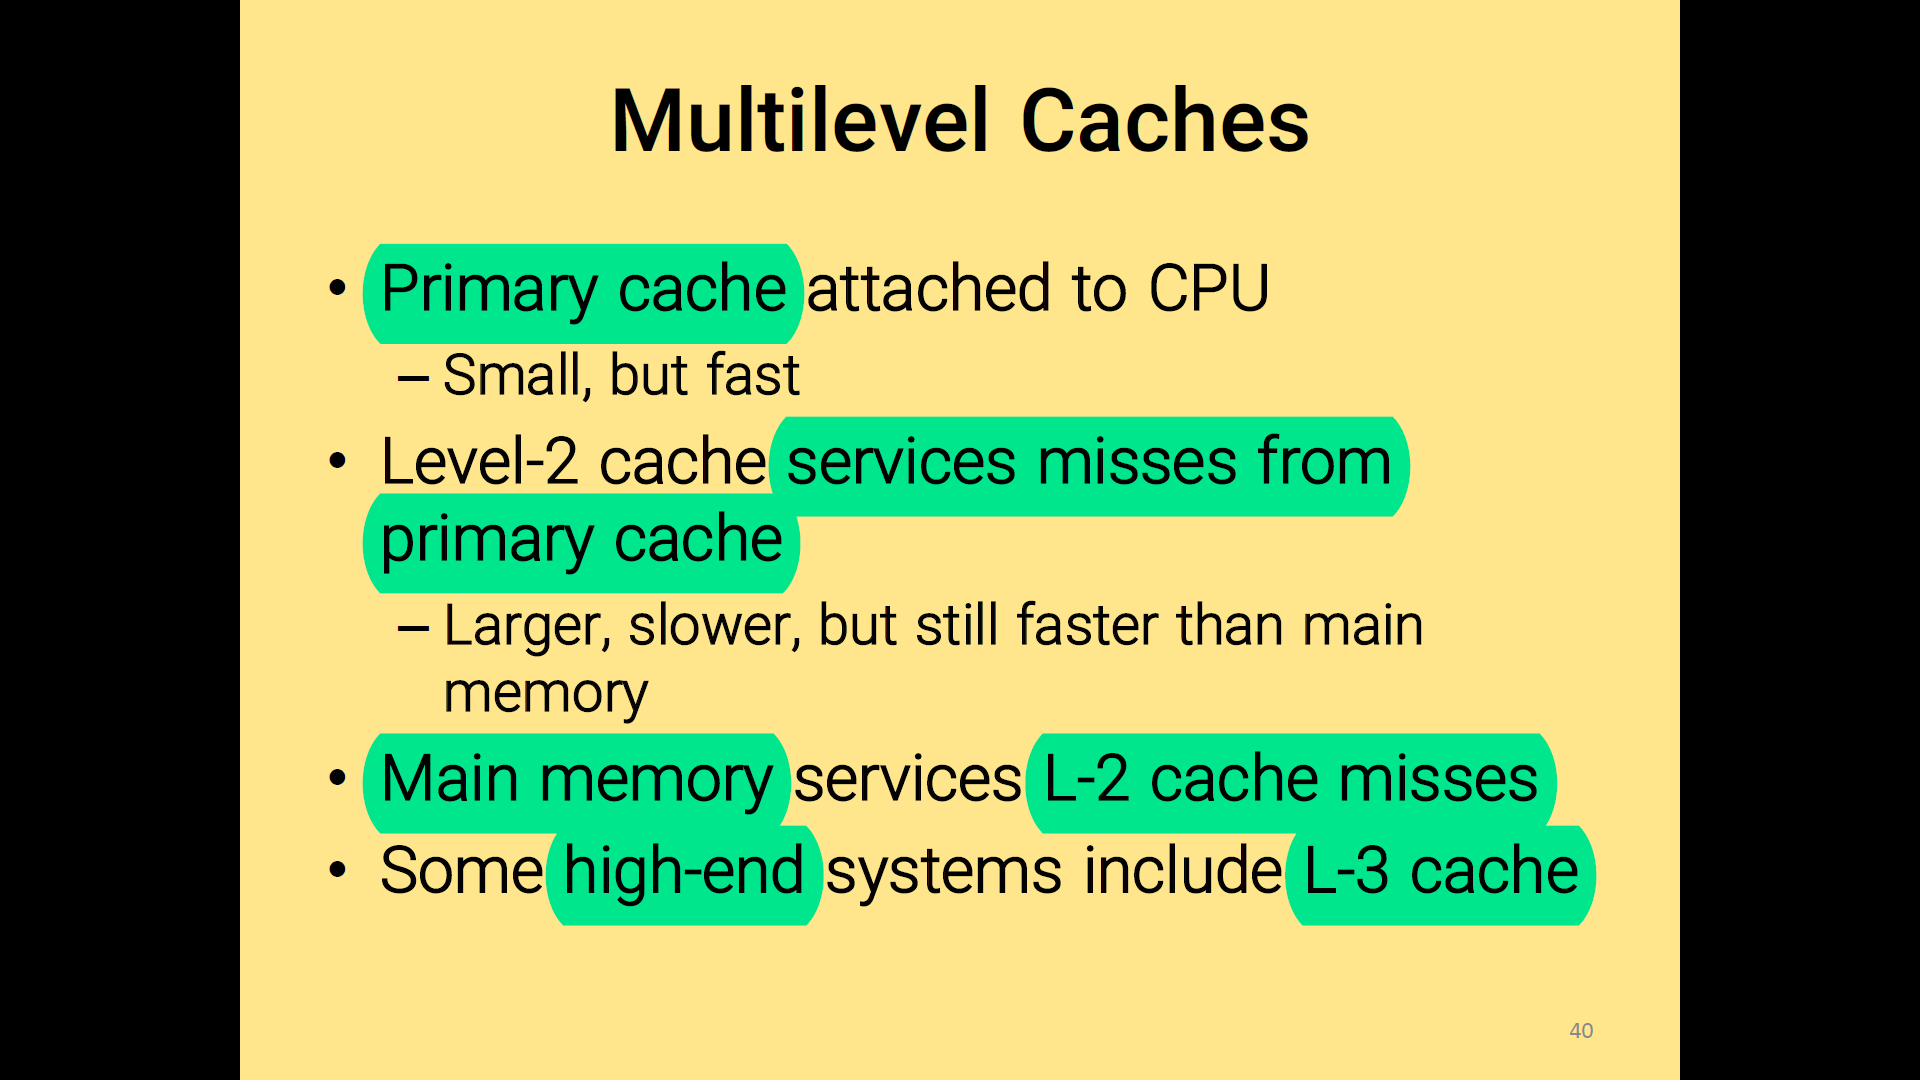 Multilevel Caches
• Primary cache attached to CPU
– Small, but fast
• Level-2 cache services misses from
primary cache
– Larger, slower, but still faster than main
memory
• Main memory services L-2 cache misses
• Some high-end systems include L-3 cache
40